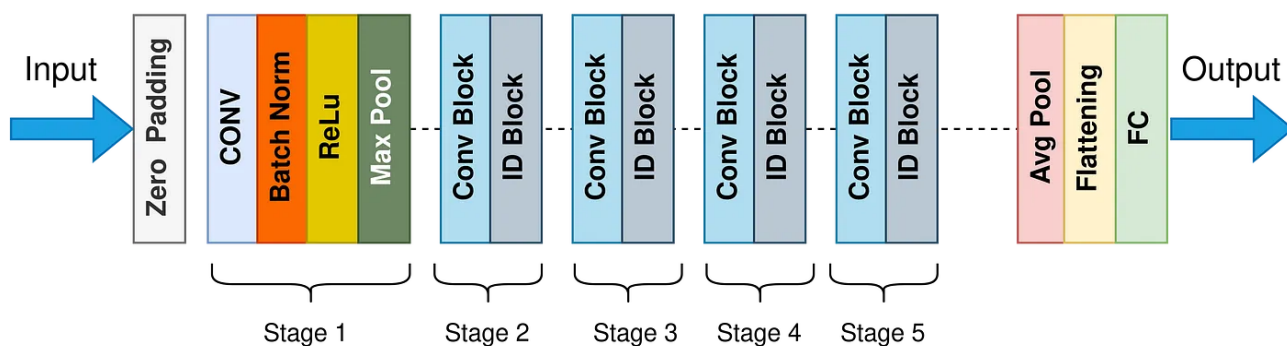 Input
Zero Padding
CONV
Batch Norm
ReLu
Max Pool
Conv Block
ID Block
Conv Block
ID Block
Conv Block
ID Block
Conv Block
ID Block
Avg Pool
Flattening
FC
Output
Stage 1
Stage 2
Stage 3
Stage 4
Stage 5